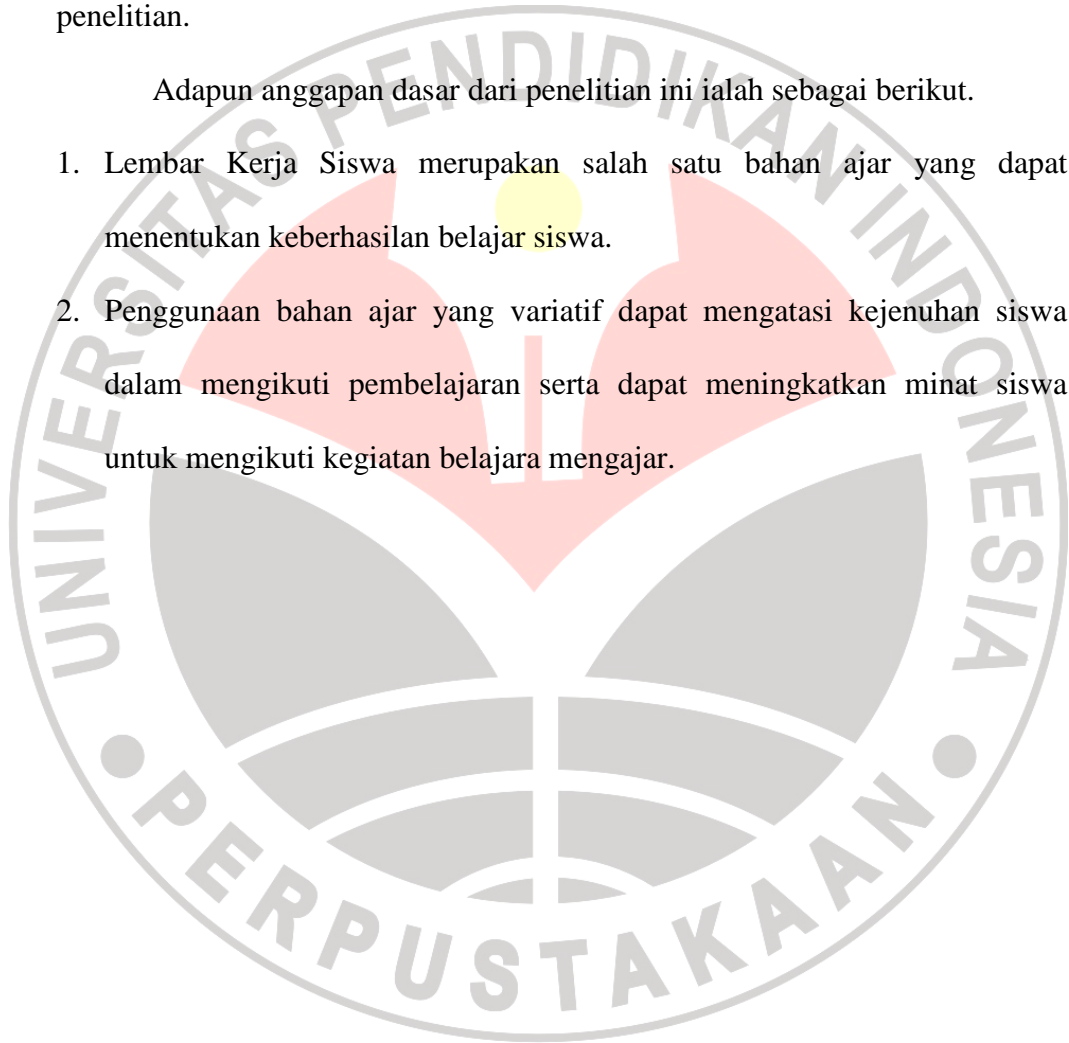 penelitian.
Adapun anggapan dasar dari penelitian ini ialah sebagai berikut.
1. Lembar Kerja Siswa merupakan salah satu bahan ajar yang dapat
menentukan keberhasilan belajar siswa.
2. Penggunaan bahan ajar yang variatif dapat mengatasi kejenuhan siswa
dalam mengikuti pembelajaran serta dapat meningkatkan minat siswa
untuk mengikuti kegiatan belajara mengajar.
UNIVERSITAS PENDIDIKAN INDONESIA
PERPUSTAKAAN